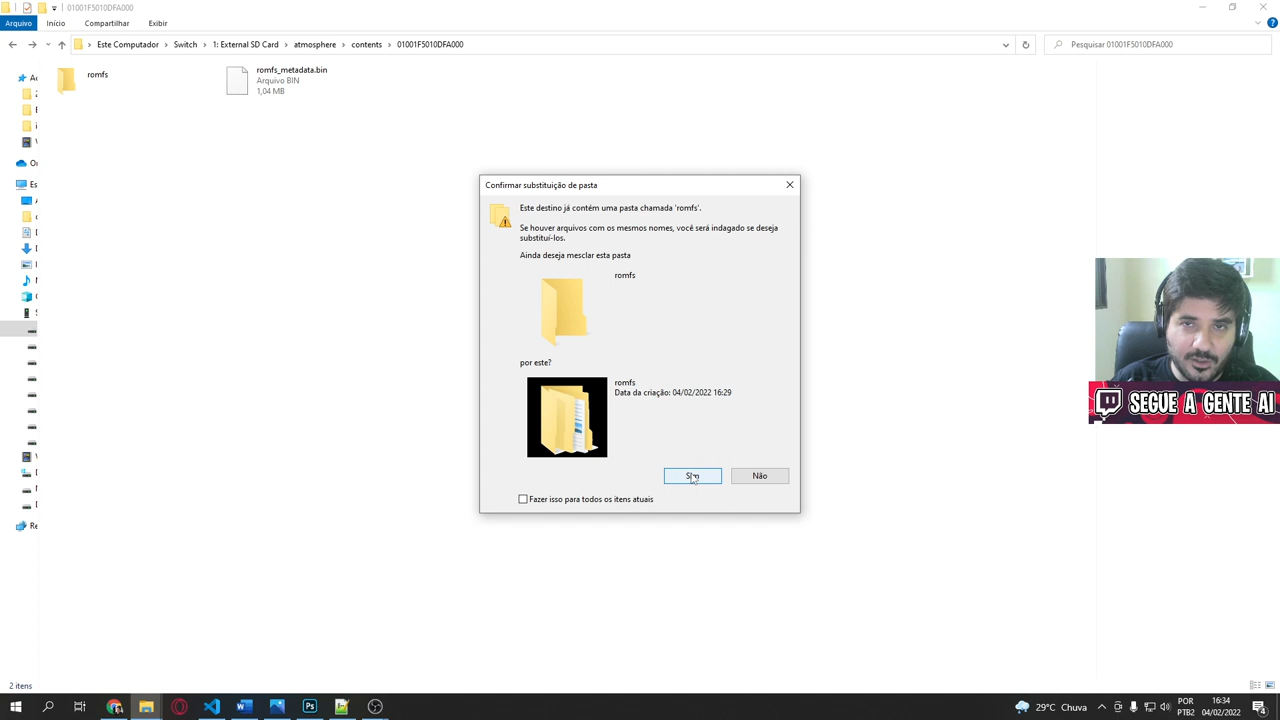 01001F5010DFA000
Arquivo Início Compartilhar Exibir
Este Computador Switch 1: External SD Card atmosphere contents 01001F5010DFA000
Pesquisar 01001F5010DFA000
romfs
romfs_metadata.bin
Arquivo BIN
1,04 MB
Confirmar substituição de pasta
Este destino já contém uma pasta chamada 'romfs'.
Se houver arquivos com os mesmos nomes, você será indagado se deseja
substituí-los.
Ainda deseja mesclar esta pasta
romfs
por este?
romfs
Data da criação: 04/02/2022 16:29
Sim Não
Fazer isso para todos os itens atuais
SEGUE A GENTE AI
2 itens
29°C Chuva
POR
PTB2
16:34
04/02/2022
4